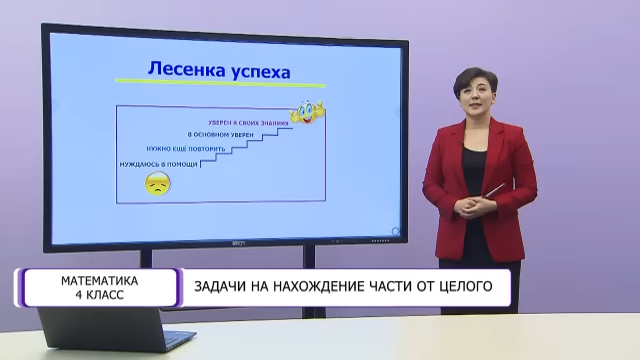 Лесенка успеха
УВЕРЕН В СВОИХ ЗНАНИЯХ
В ОСНОВНОМ УВЕРЕН
НУЖНО ЕЩЁ ПОВТОРИТЬ
НУЖДАЮСЬ В ПОМОЩИ
МАТЕМАТИКА
4 КЛАСС
ЗАДАЧИ НА НАХОЖДЕНИЕ ЧАСТИ ОТ ЦЕЛОГО